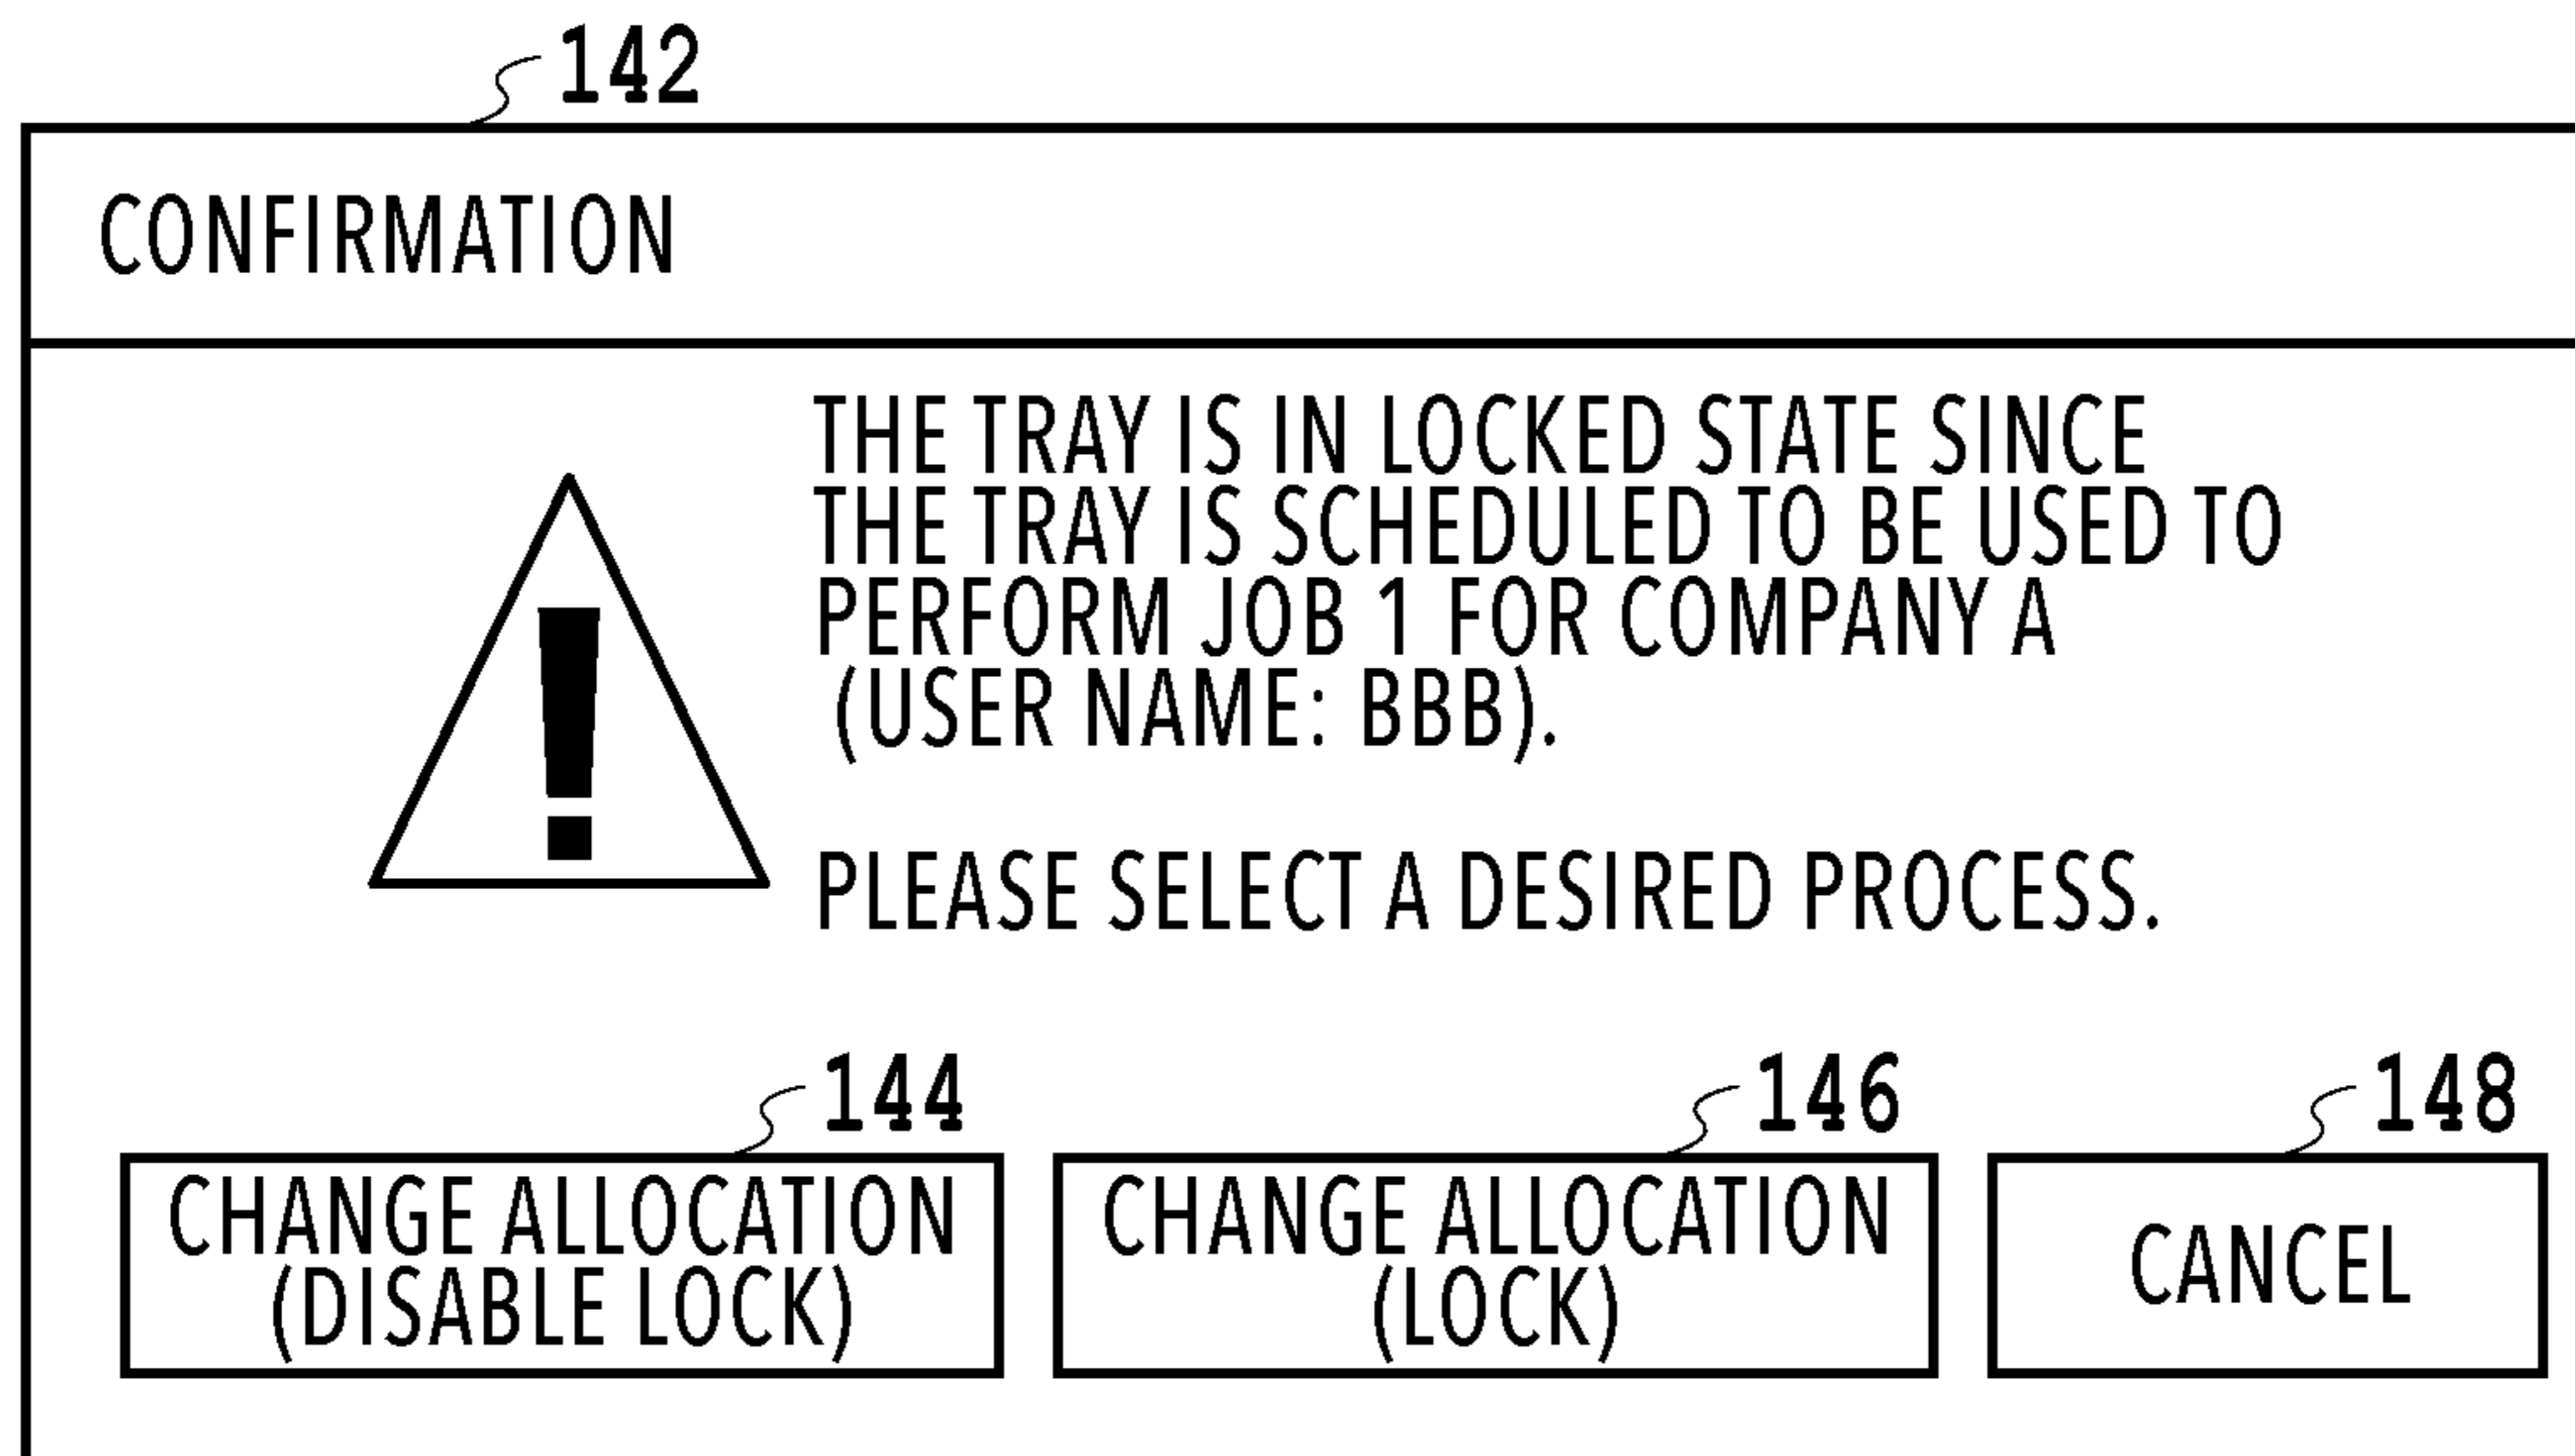 142
CONFIRMATION
THE TRAY IS IN LOCKED STATE SINCE
THE TRAY IS SCHEDULED TO BE USED TO
PERFORM JOB 1 FOR COMPANY A
(USER NAME: BBB).
PLEASE SELECT A DESIRED PROCESS.
144
146
148
CHANGE ALLOCATION
(DISABLE LOCK)
CHANGE ALLOCATION
(LOCK)
CANCEL